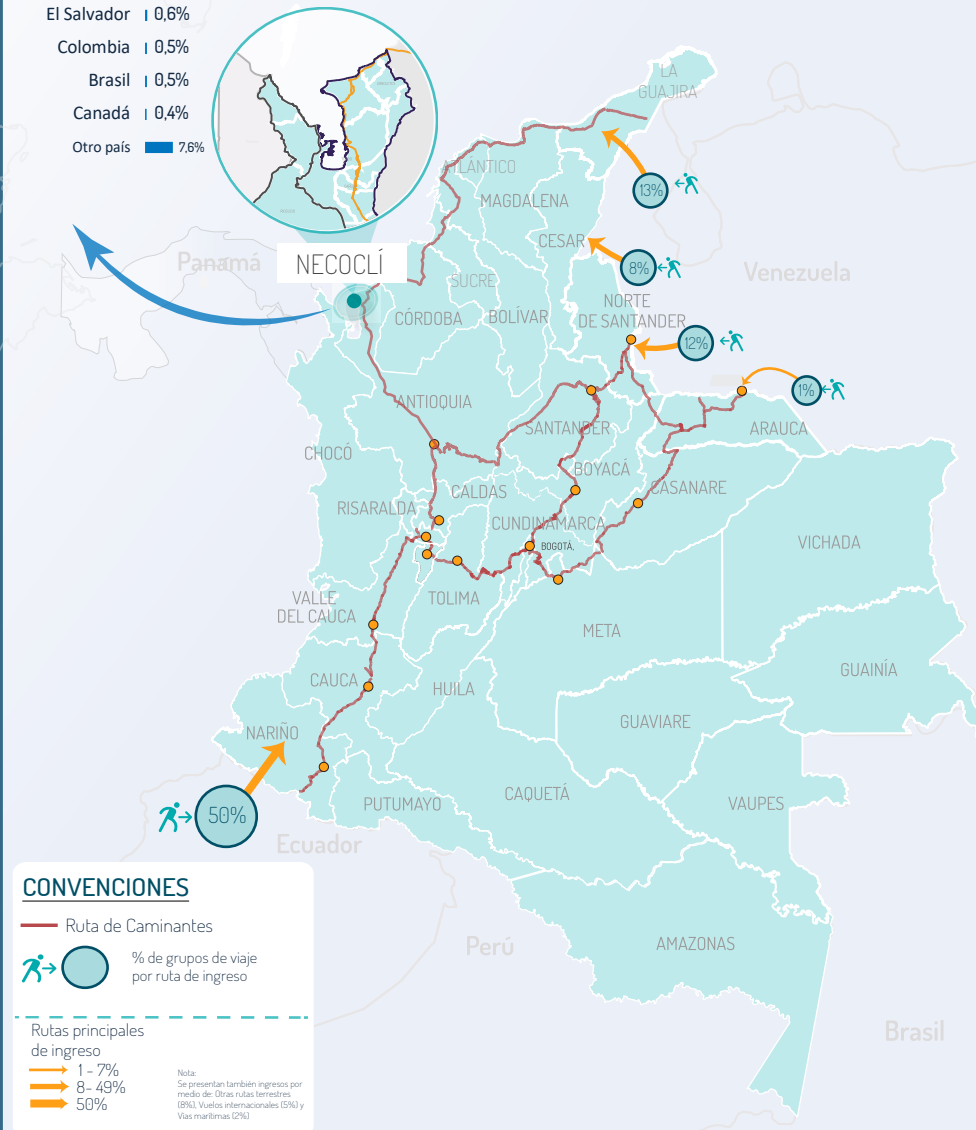 El Salvador 0,6%
Colombia 0,5%
Brasil 0,5%
Canadá 0,4%
Otro país 7,6%
LA
GUAJIRA
ATLÁNTICO
13%
MAGDALENA
CESAR
8%
Panamá
NECOCLÍ
Venezuela
SUCRE
NORTE
DE SANTANDER
CÓRDOBA
BOLÍVAR
12%
1%
ANTIOQUIA
SANTANDER
ARAUCA
CHOCÓ
BOYACÁ
CALDAS
CASANARE
RISARALDA
CUNDINAMARCA
BOGOTÁ,
VICHADA
VALLE
DEL CAUCA
TOLIMA
META
GUAINÍA
CAUCA
HUILA
GUAVIARE
NARIÑO
CAQUETÁ
VAUPES
PUTUMAYO
50%
Ecuador
AMAZONAS
Perú
Brasil
CONVENCIONES
Ruta de Caminantes
% de grupos de viaje
por ruta de ingreso
Rutas principales
de ingreso
1 - 7%
8- 49%
50%
Nota:
Se presentan también ingresos por
medio de: Otras rutas terrestres
(8%), Vuelos internacionales (5%) y
Vías marítimas (2%)